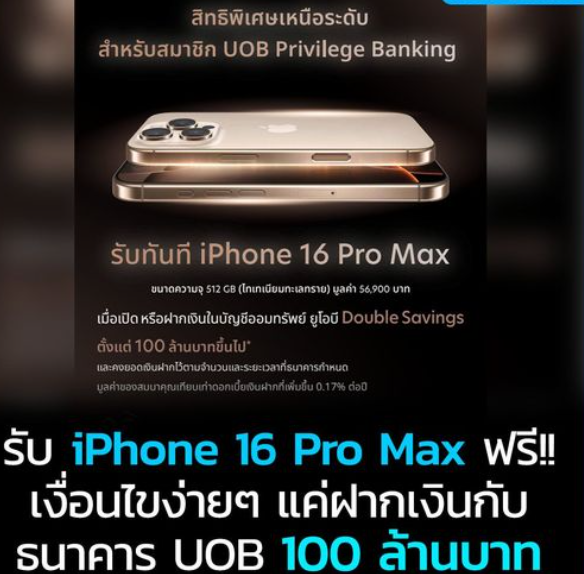 สิทธิพิเศษเหนือระดับ
สำหรับสมาชิก UOB Privilege Banking
รับทันที iPhone 16 Pro Max
ขนาดความจุ 512 GB (ไทเทเนียมทะเลทราย) มูลค่า 56,900 บาท
เมื่อเปิด หรือฝากเงินในบัญชีออมทรัพย์ ยูโอบี Double Savings
ตั้งแต่ 100 ล้านบาทขึ้นไป*
และคงยอดเงินฝากไว้ตามจำนวนและระยะเวลาที่ธนาคารกำหนด
มูลค่าของสมนาคุณเทียบเท่าดอกเบี้ยเงินฝากที่เพิ่มขึ้น 0.17% ต่อปี
รับ iPhone 16 Pro Max ฟรี!!
เงื่อนไขง่ายๆ แค่ฝากเงินกับ
ธนาคาร UOB 100 ล้านบาท